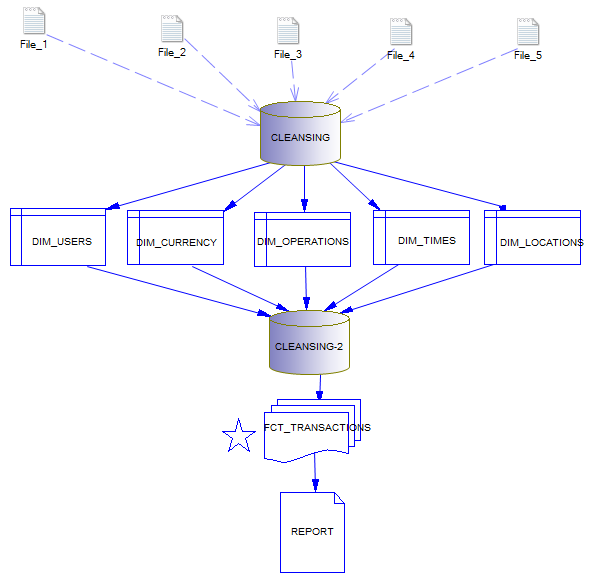 File_1
File_2
File_3
File_4
File_5
CLEANSING
DIM_USERS
DIM_CURRENCY
DIM_OPERATIONS
DIM_TIMES
DIM_LOCATIONS
CLEANSING-2
FCT_TRANSACTIONS
REPORT